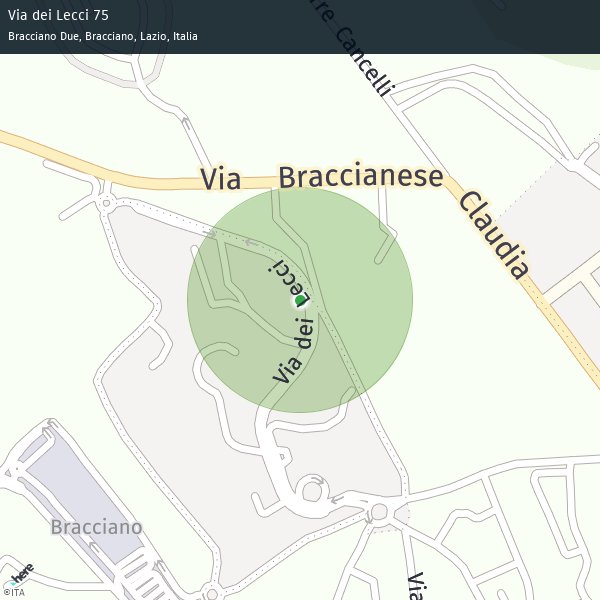 Via dei Lecci 75
Bracciano Due, Bracciano, Lazio, Italia
Cancelli
Via Braccianese
Claudia
Via dei Lecci
Bracciano
Via
here
©ITA